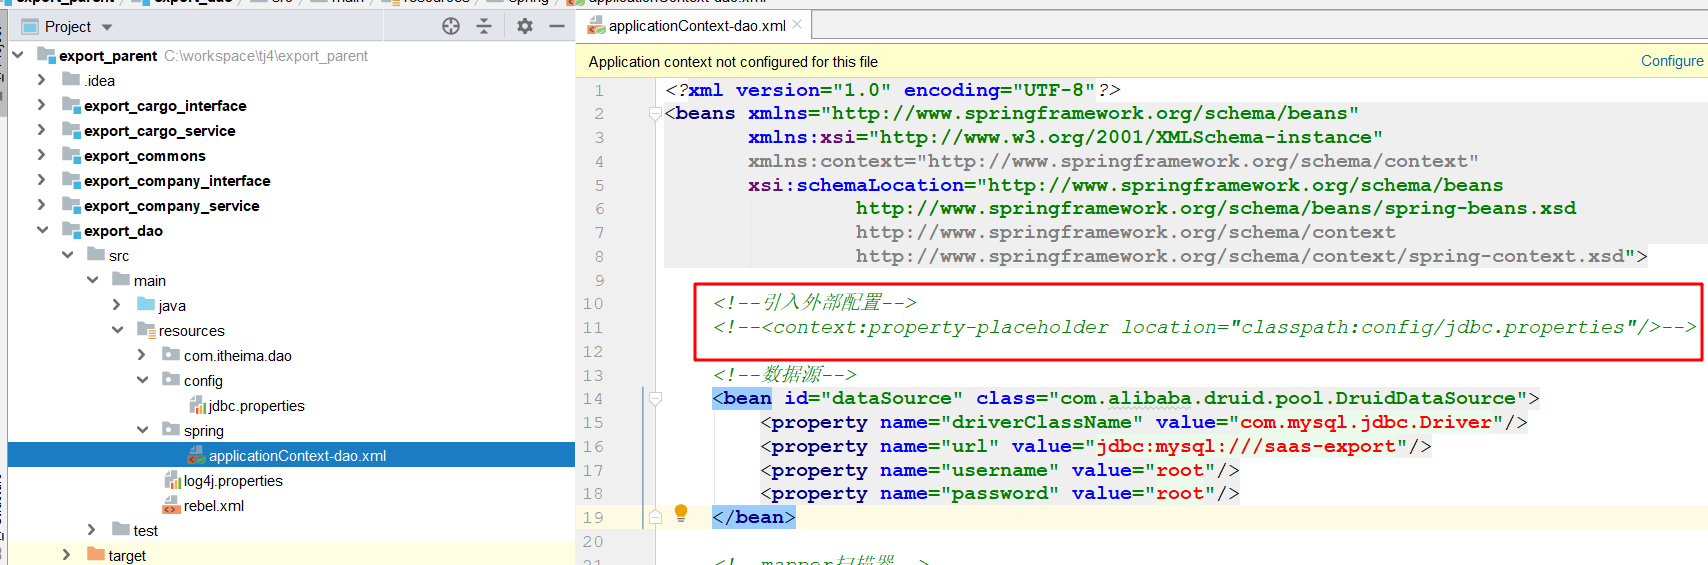 Project
export_parent C:\workspace\tj4\export_parent
.idea
export_cargo_interface
export_cargo_service
export_commons
export_company_interface
export_company_service
export_dao
src
main
java
resources
com.itheima.dao
config
jdbc.properties
spring
applicationContext-dao.xml
log4j.properties
rebel.xml
test
target
applicationContext-dao.xml
Application context not configured for this file Configure
1 <?xml version="1.0" encoding="UTF-8"?>
2 <beans xmlns="http://www.springframework.org/schema/beans"
3 xmlns:xsi="http://www.w3.org/2001/XMLSchema-instance"
4 xmlns:context="http://www.springframework.org/schema/context"
5 xsi:schemaLocation="http://www.springframework.org/schema/beans
6 http://www.springframework.org/schema/beans/spring-beans.xsd
7 http://www.springframework.org/schema/context
8 http://www.springframework.org/schema/context/spring-context.xsd">
9
10 <!--引入外部配置-->
11 <!--<context:property-placeholder location="classpath:config/jdbc.properties"/>-->
12
13 <!--数据源-->
14 <bean id="dataSource" class="com.alibaba.druid.pool.DruidDataSource">
15 <property name="driverClassName" value="com.mysql.jdbc.Driver"/>
16 <property name="url" value="jdbc:mysql:///saas-export"/>
17 <property name="username" value="root"/>
18 <property name="password" value="root"/>
19 </bean>
20
21 <!--mapper扫描器-->